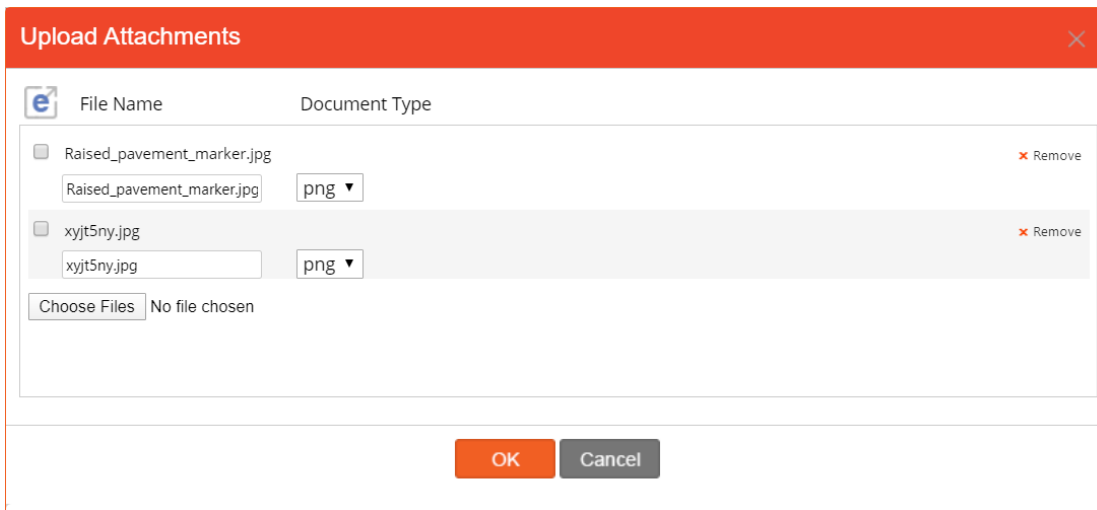 Upload Attachments
e File Name Document Type
Raised_pavement_marker.jpg × Remove
Raised_pavement_marker.jpg png
xyjt5ny.jpg × Remove
xyjt5ny.jpg png
Choose Files No file chosen
OK Cancel